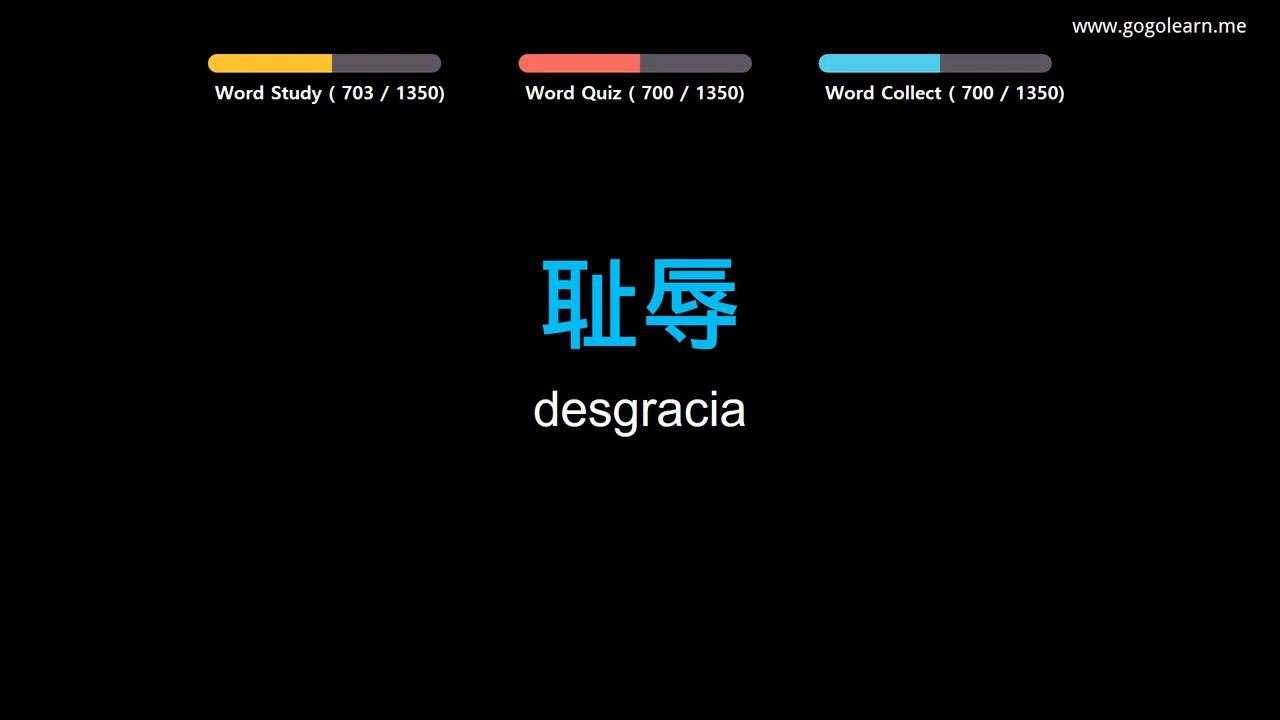 www.gogolearn.me
Word Study ( 703 / 1350)
Word Quiz ( 700 / 1350)
Word Collect ( 700 / 1350)
耻辱
desgracia